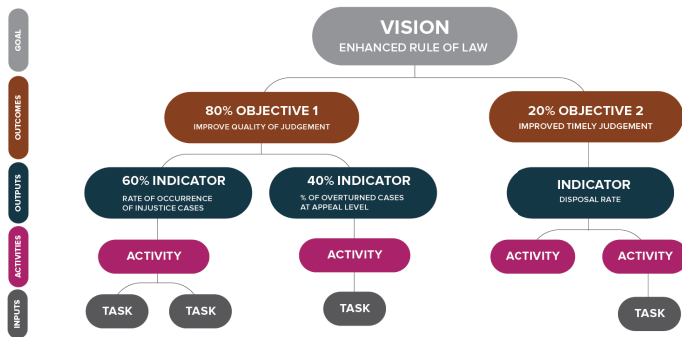 GOAL
VISION
ENHANCED RULE OF LAW
OUTCOMES
80% OBJECTIVE 1
IMPROVE QUALITY OF JUDGEMENT
20% OBJECTIVE 2
IMPROVED TIMELY JUDGEMENT
OUTPUTS
60% INDICATOR
RATE OF OCCURRENCE
OF INJUSTICE CASES
40% INDICATOR
% OF OVERTURNED CASES
AT APPEAL LEVEL
INDICATOR
DISPOSAL RATE
ACTIVITIES
ACTIVITY
ACTIVITY
ACTIVITY
ACTIVITY
INPUTS
TASK
TASK
TASK
TASK